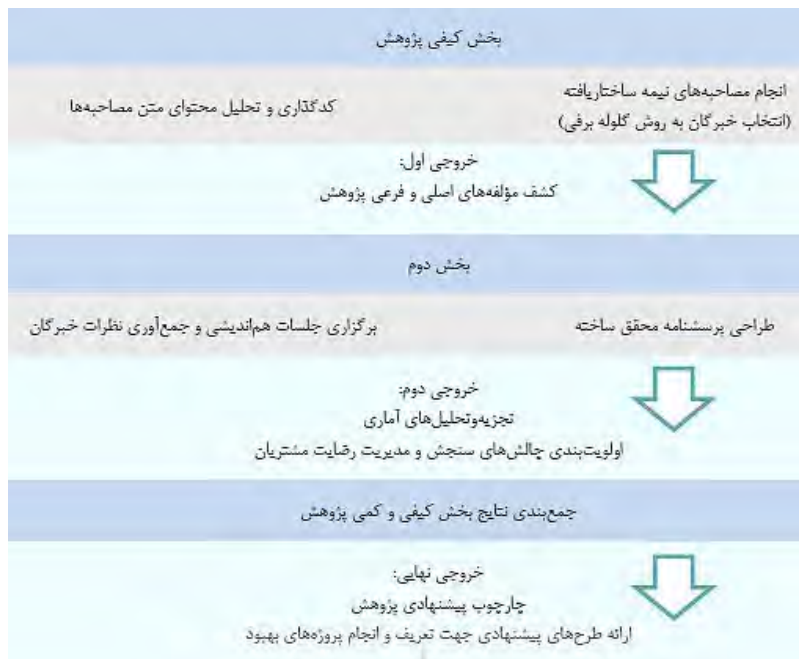 بخش کیفی پژوهش
انجام مصاحبه‌های نیمه ساختاریافته
(انتخاب خبرگان به روش گلوله برفی)
کدگذاری و تحلیل محتوای متن مصاحبه‌ها
خروجی اول:
کشف مؤلفه‌های اصلی و فرعی پژوهش
بخش دوم
طراحی پرسشنامه محقق ساخته
برگزاری جلسات هم‌اندیشی و جمع‌آوری نظرات خبرگان
خروجی دوم:
تجزیه‌وتحلیل‌های آماری
اولویت‌بندی چالش‌های سنجش و مدیریت رضایت مشتریان
جمع‌بندی نتایج بخش کیفی و کمی پژوهش
خروجی نهایی:
چارچوب پیشنهادی پژوهش
ارائه طرح‌های پیشنهادی جهت تعریف و انجام پروژه‌های بهبود